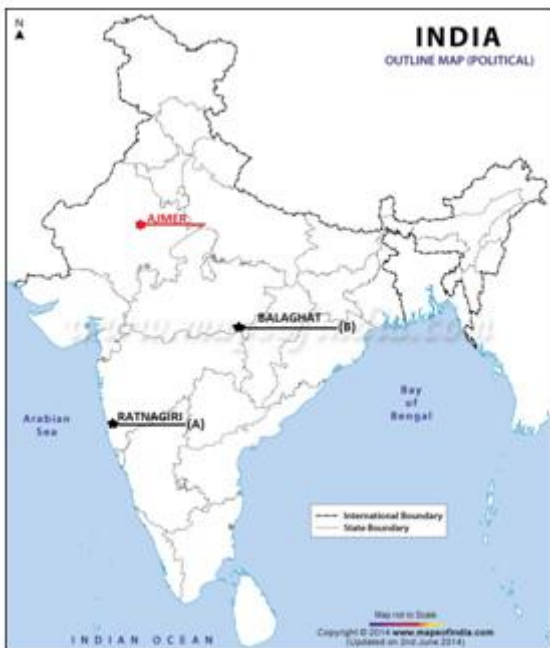 N
INDIA
OUTLINE MAP (POLITICAL)
AJMER
BALAGHAT
(B)
RATNAGIRI
(A)
Arabian
Sea
Bay
of
Bengal
International Boundary
State Boundary
Map not to Scale
Copyright © 2014 www.mapsofindia.com
(Updated on 2nd June 2014)
INDIAN OCEAN